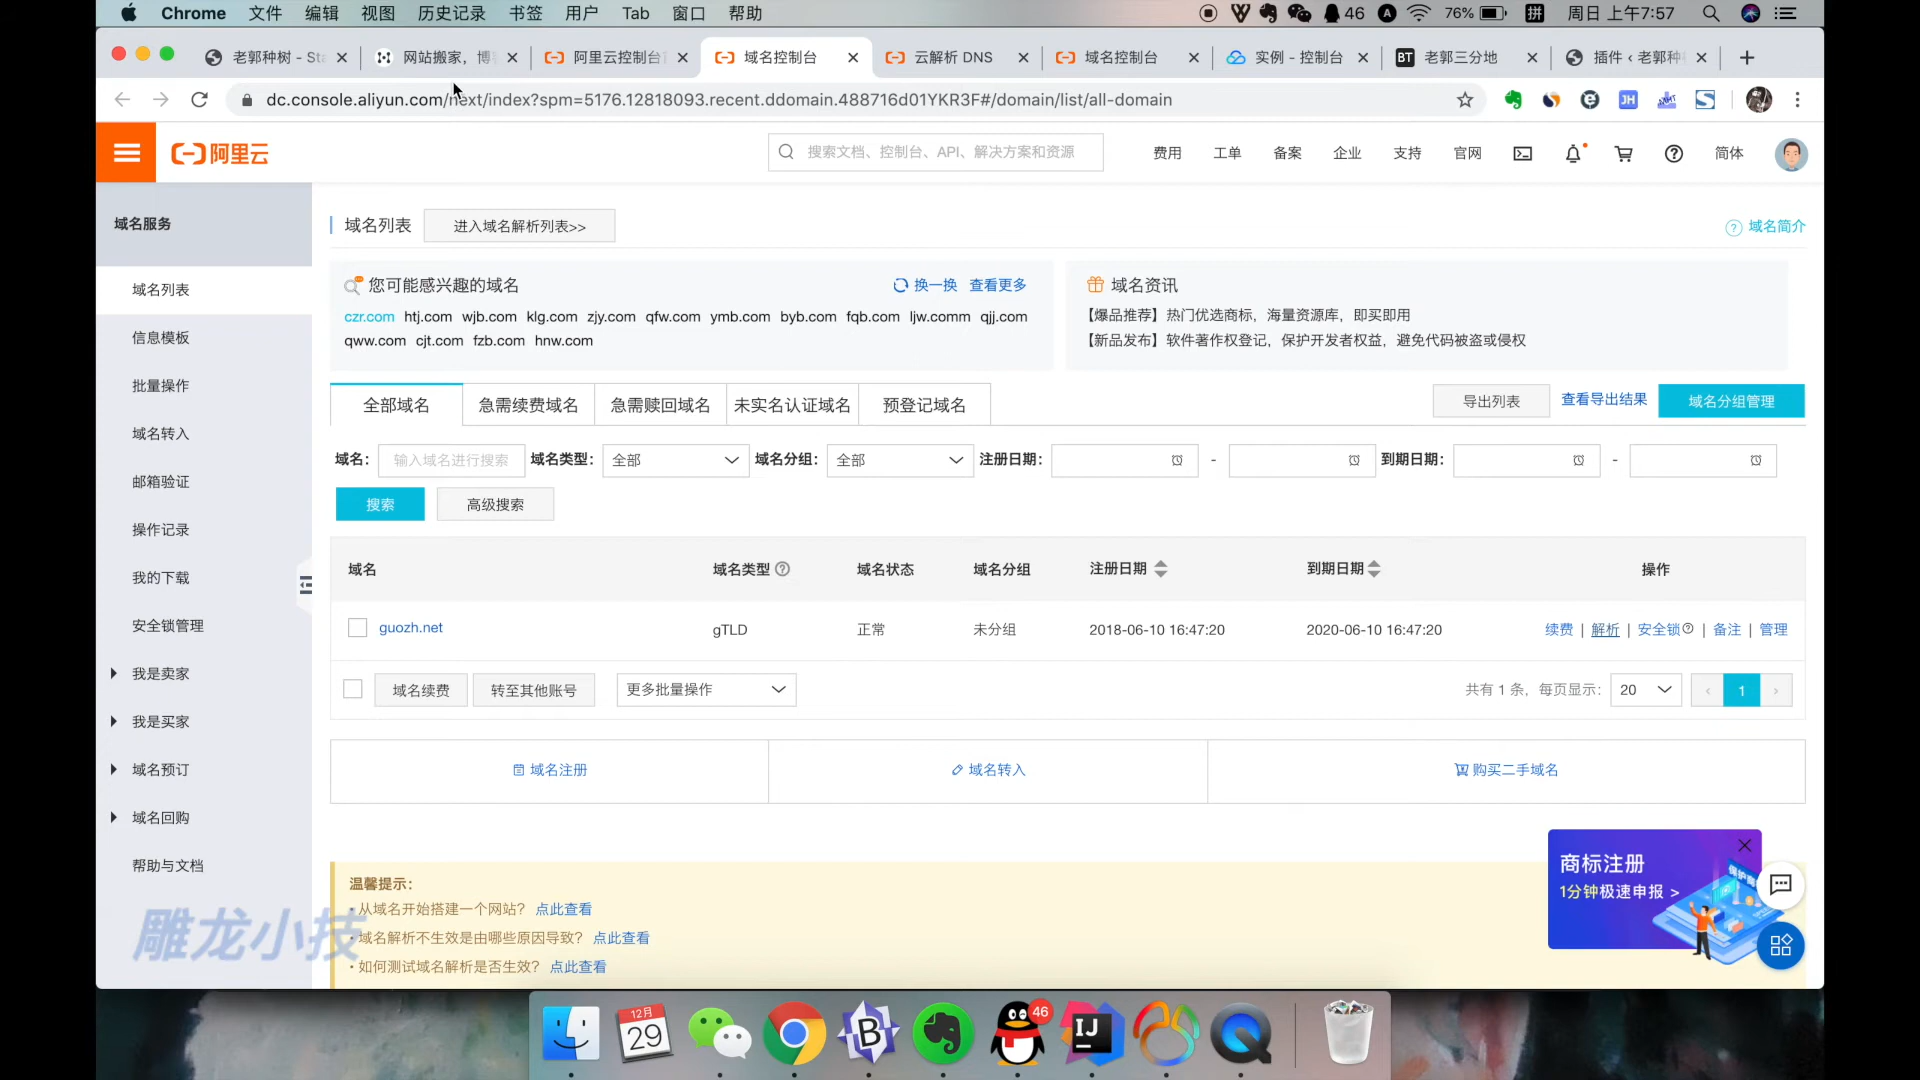 Chrome 文件 编辑 视图 历史记录 书签 用户 Tab 窗口 帮助 46 76% 拼 周日 上午7:57
老郭种树 - Sta 网站搬家，博 阿里云控制台 域名控制台 云解析 DNS 域名控制台 实例 - 控制台 BT 老郭三分地 插件 ‹ 老郭种
dc.console.aliyun.com/next/index?spm=5176.12818093.recent.ddomain.488716d01YKR3F#/domain/list/all-domain
阿里云 搜索文档、控制台、API、解决方案和资源 费用 工单 备案 企业 支持 官网 简体
域名服务
域名列表
信息模板
批量操作
域名转入
邮箱验证
操作记录
我的下载
安全锁管理
我是卖家
我是买家
域名预订
域名回购
帮助与文档
域名列表 进入域名解析列表>> 域名简介
您可能感兴趣的域名 换一换 查看更多
czr.com htj.com wjb.com klg.com zjy.com qfw.com ymb.com byb.com fqb.com ljw.comm qjj.com
qww.com cjt.com fzb.com hnw.com
域名资讯
【爆品推荐】热门优选商标，海量资源库，即买即用
【新品发布】软件著作权登记，保护开发者权益，避免代码被盗或侵权
全部域名 急需续费域名 急需赎回域名 未实名认证域名 预登记域名 导出列表 查看导出结果 域名分组管理
域名： 输入域名进行搜索 域名类型： 全部 域名分组： 全部 注册日期： - 到期日期： -
搜索 高级搜索
域名 域名类型 域名状态 域名分组 注册日期 到期日期 操作
guozh.net gTLD 正常 未分组 2018-06-10 16:47:20 2020-06-10 16:47:20 续费 | 解析 | 安全锁 | 备注 | 管理
域名续费 转至其他账号 更多批量操作 共有 1 条，每页显示： 20 ‹ 1 ›
域名注册 域名转入 购买二手域名
温馨提示：
· 从域名开始搭建一个网站？ 点此查看
· 域名解析不生效是由哪些原因导致？ 点此查看
· 如何测试域名解析是否生效？ 点此查看
商标注册
1分钟极速申报 >
雕龙小技
12月
29
46
IJ